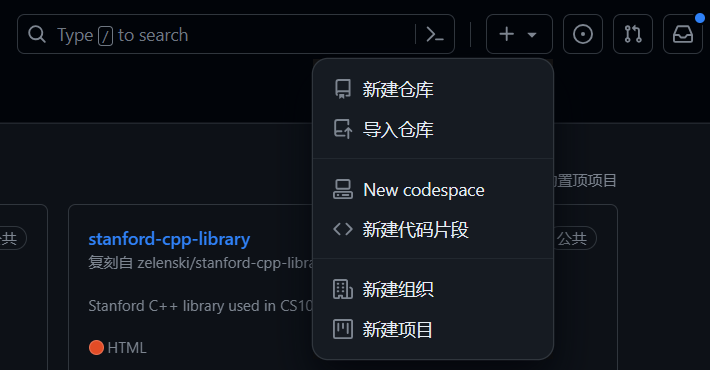 Type / to search
新建仓库
导入仓库
New codespace
置顶项目
新建代码片段
共
stanford-cpp-library
公共
复刻自 zelenski/stanford-cpp-libra
新建组织
Stanford C++ library used in CS10
新建项目
HTML